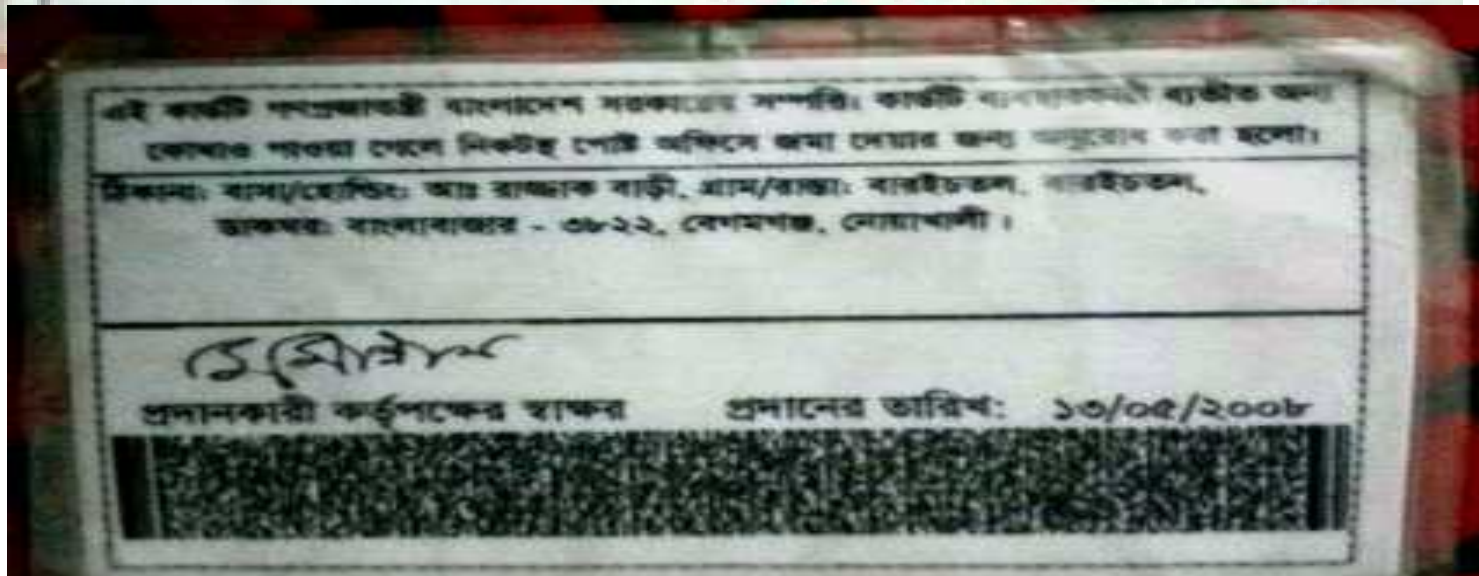 এই কার্ডটি গণপ্রজাতন্ত্রী বাংলাদেশ সরকারের সম্পত্তি। কার্ডটি ব্যবহারকারী ব্যতীত অন্য
কোথাও পাওয়া গেলে নিকটস্থ পোষ্ট অফিসে জমা দেয়ার জন্য অনুরোধ করা হলো।
ঠিকানা: বাসা/হোল্ডিং: আঃ রাজ্জাক বাড়ী, গ্রাম/রাস্তা: বারইচতল, বারইচতল,
ডাকঘর: বাংলাবাজার - ৩৮২২, বেগমগঞ্জ, নোয়াখালী ।
প্রদানকারী কর্তৃপক্ষের স্বাক্ষর প্রদানের তারিখ: ১৩/০৫/২০০৮